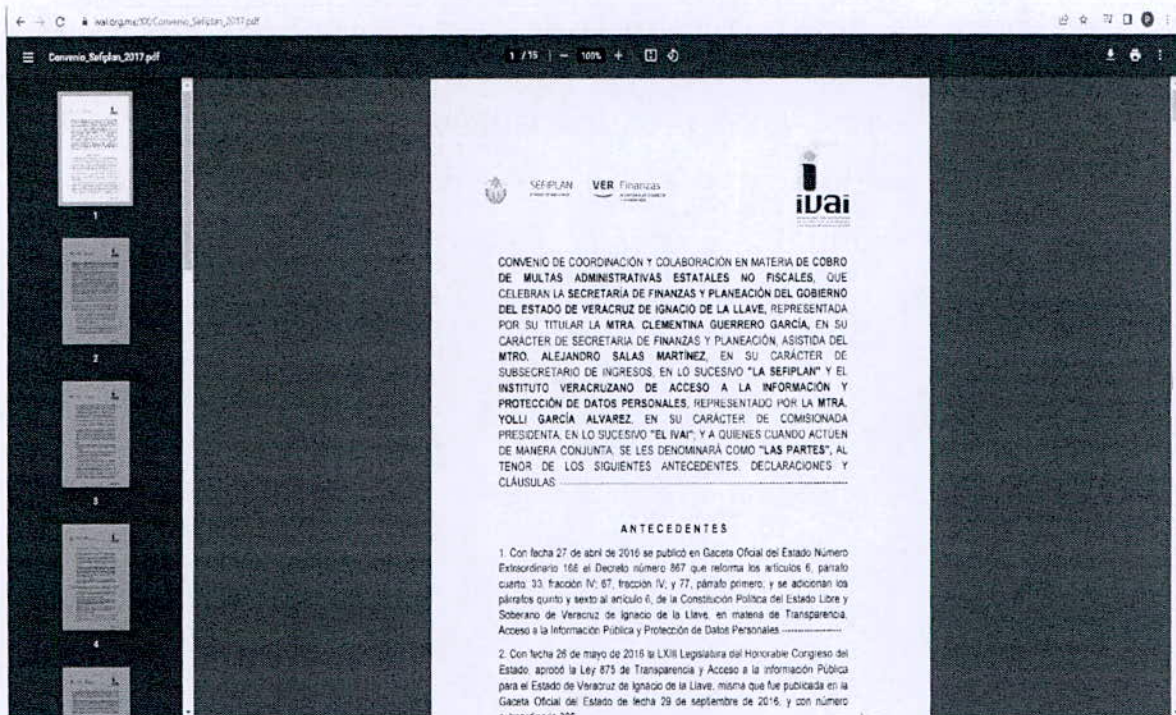 Convenio_Sefiplan_2017.pdf
1 / 15 | − 100% +
1
2
3
4
SEFIPLAN VER Finanzas
ivai
CONVENIO DE COORDINACIÓN Y COLABORACIÓN EN MATERIA DE COBRO
DE MULTAS ADMINISTRATIVAS ESTATALES NO FISCALES, QUE
CELEBRAN LA SECRETARÍA DE FINANZAS Y PLANEACIÓN DEL GOBIERNO
DEL ESTADO DE VERACRUZ DE IGNACIO DE LA LLAVE, REPRESENTADA
POR SU TITULAR LA MTRA. CLEMENTINA GUERRERO GARCÍA, EN SU
CARÁCTER DE SECRETARIA DE FINANZAS Y PLANEACIÓN, ASISTIDA DEL
MTRO. ALEJANDRO SALAS MARTÍNEZ, EN SU CARÁCTER DE
SUBSECRETARIO DE INGRESOS, EN LO SUCESIVO "LA SEFIPLAN" Y EL
INSTITUTO VERACRUZANO DE ACCESO A LA INFORMACIÓN Y
PROTECCIÓN DE DATOS PERSONALES, REPRESENTADO POR LA MTRA.
YOLLI GARCÍA ALVAREZ, EN SU CARÁCTER DE COMISIONADA
PRESIDENTA, EN LO SUCESIVO "EL IVAI"; Y A QUIENES CUANDO ACTÚEN
DE MANERA CONJUNTA, SE LES DENOMINARÁ COMO "LAS PARTES", AL
TENOR DE LOS SIGUIENTES ANTECEDENTES, DECLARACIONES Y
CLÁUSULAS
ANTECEDENTES
1. Con fecha 27 de abril de 2016 se publicó en Gaceta Oficial del Estado Número
Extraordinario 168 el Decreto número 867 que reforma los artículos 6, párrafo
cuarto; 33, fracción IV; 67, fracción IV; y 77, párrafo primero; y se adicionan los
párrafos quinto y sexto al artículo 6, de la Constitución Política del Estado Libre y
Soberano de Veracruz de Ignacio de la Llave, en materia de Transparencia,
Acceso a la Información Pública y Protección de Datos Personales
2. Con fecha 26 de mayo de 2016 la LXIII Legislatura del Honorable Congreso del
Estado, aprobó la Ley 875 de Transparencia y Acceso a la Información Pública
para el Estado de Veracruz de Ignacio de la Llave, misma que fue publicada en la
Gaceta Oficial del Estado de fecha 29 de septiembre de 2016, y con número